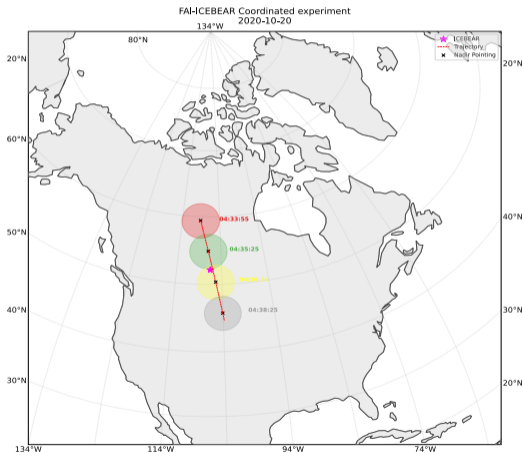 FAI-ICEBEAR Coordinated experiment
2020-10-20
134°W
80°N
ICEBEAR
Trajectory
Nadir Pointing
20°N
20°N
60°N
50°N
40°N
40°N
30°N
20°N
04:33:55
04:35:25
04:38:25
134°W
114°W
94°W
74°W